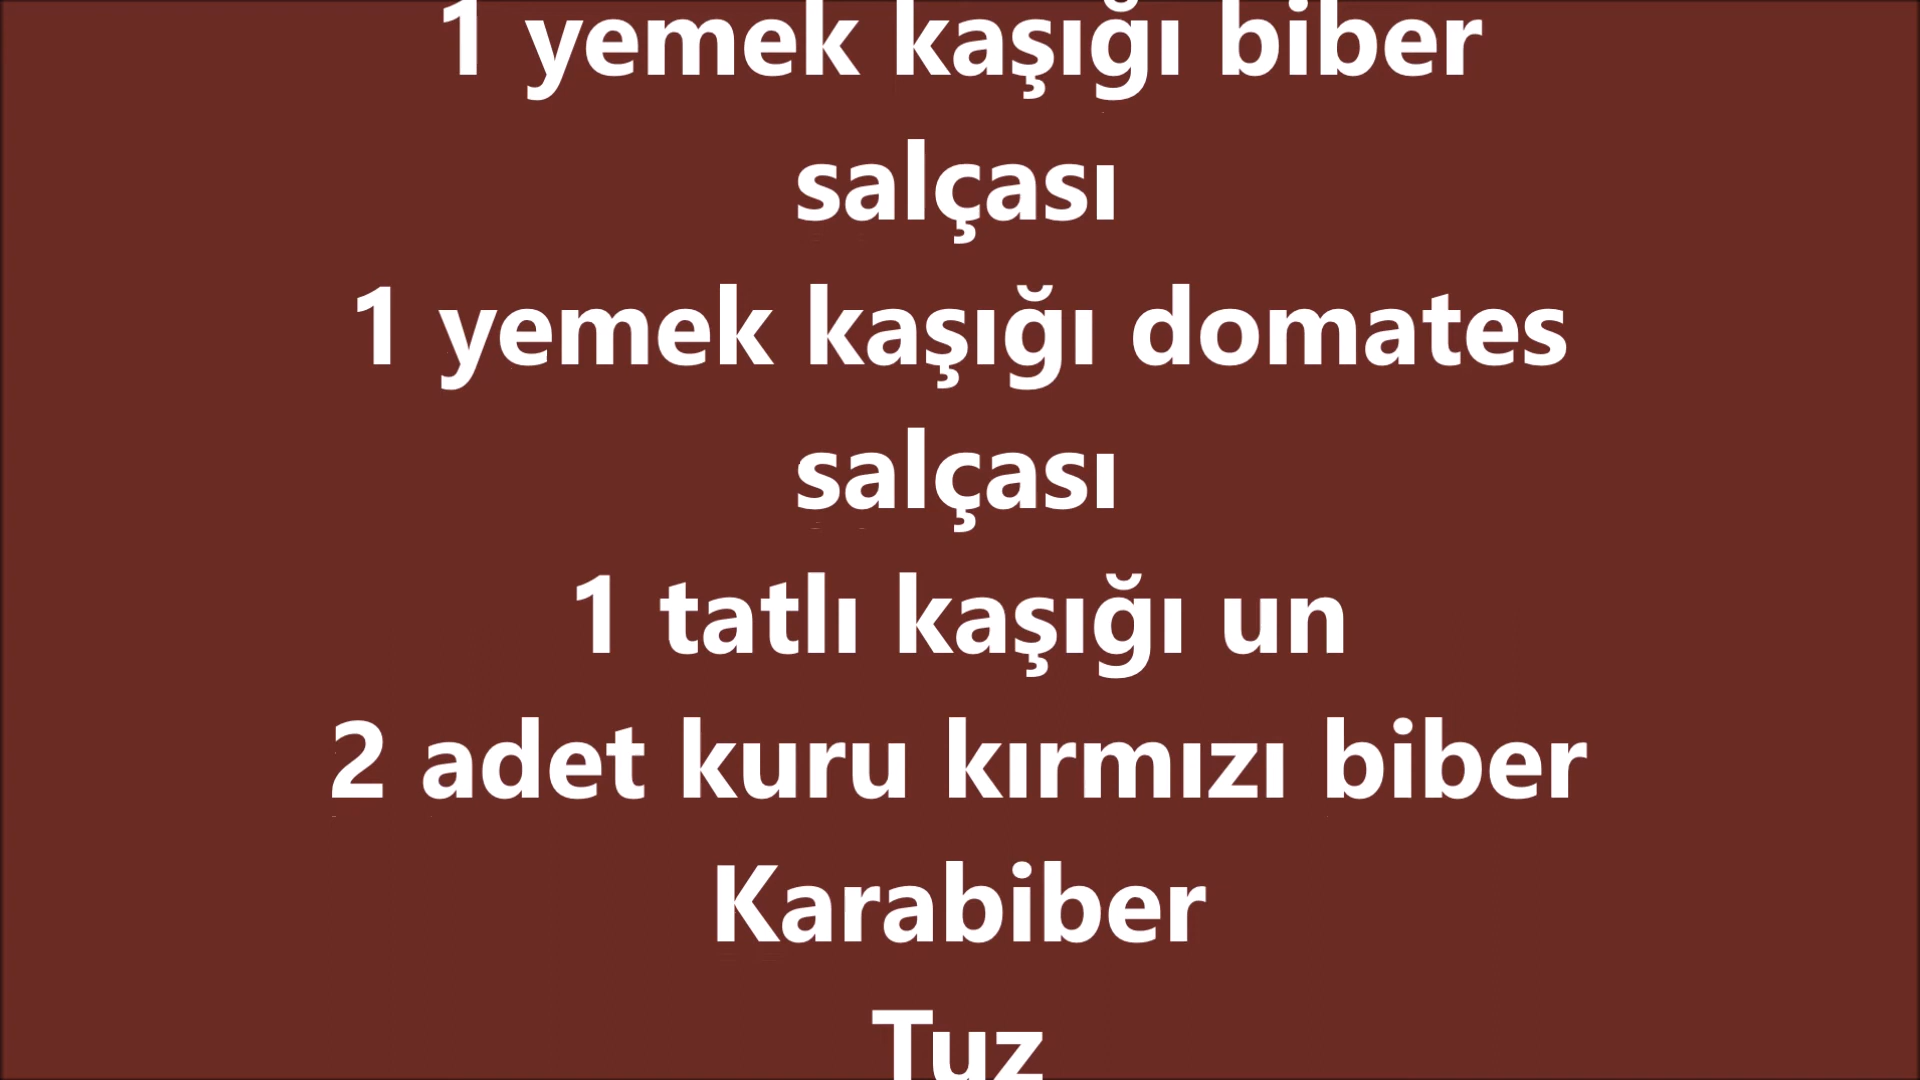 1 yemek kaşığı biber
salçası
1 yemek kaşığı domates
salçası
1 tatlı kaşığı un
2 adet kuru kırmızı biber
Karabiber
Tuz